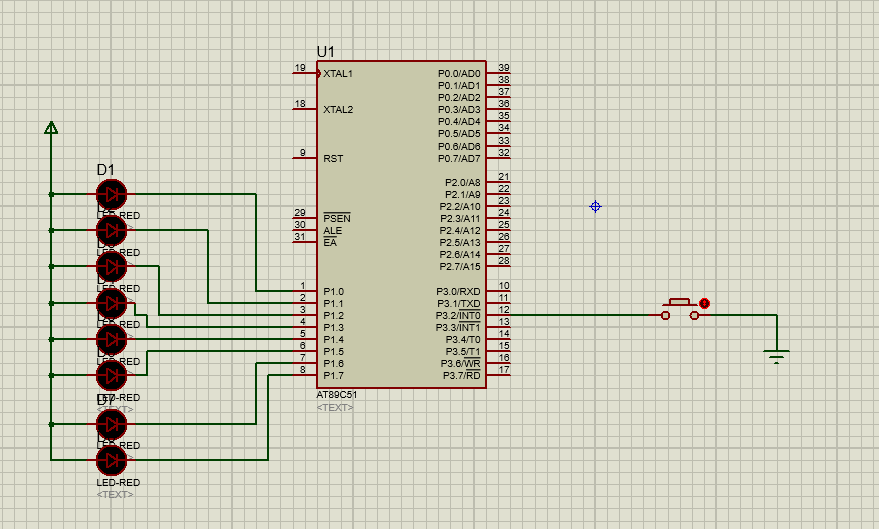 U1
19 XTAL1
18 XTAL2
9 RST
29 PSEN
30 ALE
31 EA
1 P1.0
2 P1.1
3 P1.2
4 P1.3
5 P1.4
6 P1.5
7 P1.6
8 P1.7
P0.0/AD0 39
P0.1/AD1 38
P0.2/AD2 37
P0.3/AD3 36
P0.4/AD4 35
P0.5/AD5 34
P0.6/AD6 33
P0.7/AD7 32
P2.0/A8 21
P2.1/A9 22
P2.2/A10 23
P2.3/A11 24
P2.4/A12 25
P2.5/A13 26
P2.6/A14 27
P2.7/A15 28
P3.0/RXD 10
P3.1/TXD 11
P3.2/INT0 12
P3.3/INT1 13
P3.4/T0 14
P3.5/T1 15
P3.6/WR 16
P3.7/RD 17
AT89C51
<TEXT>
D1
LED-RED
LED-RED
LED-RED
LED-RED
LED-RED
LED-RED
<TEXT>
D7
LED-RED
LED-RED
<TEXT>